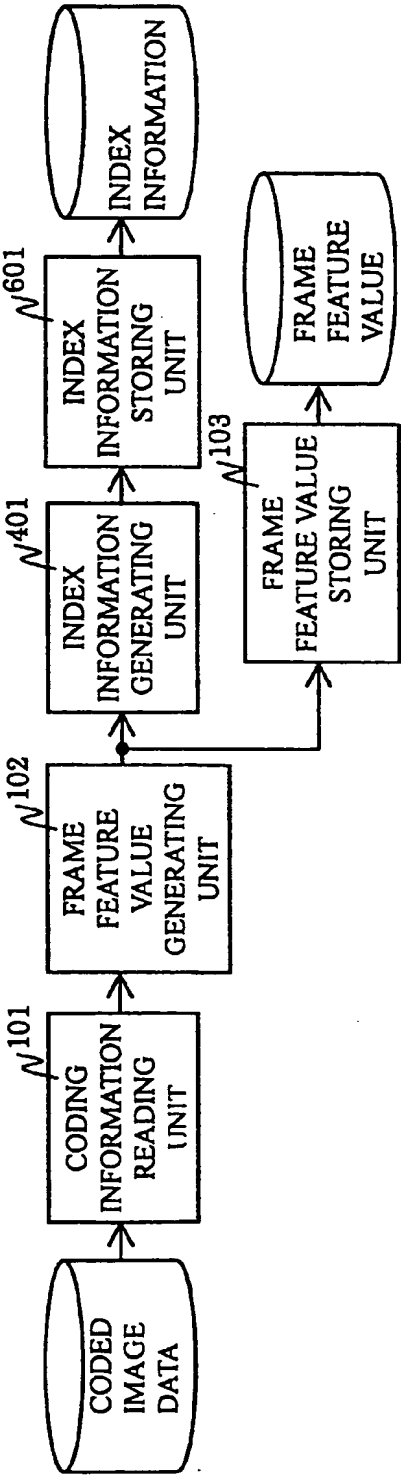 CODED
IMAGE
DATA
101
CODING
INFORMATION
READING
UNIT
102
FRAME
FEATURE
VALUE
GENERATING
UNIT
401
INDEX
INFORMATION
GENERATING
UNIT
601
INDEX
INFORMATION
STORING
UNIT
INDEX
INFORMATION
103
FRAME
FEATURE VALUE
STORING
UNIT
FRAME
FEATURE
VALUE